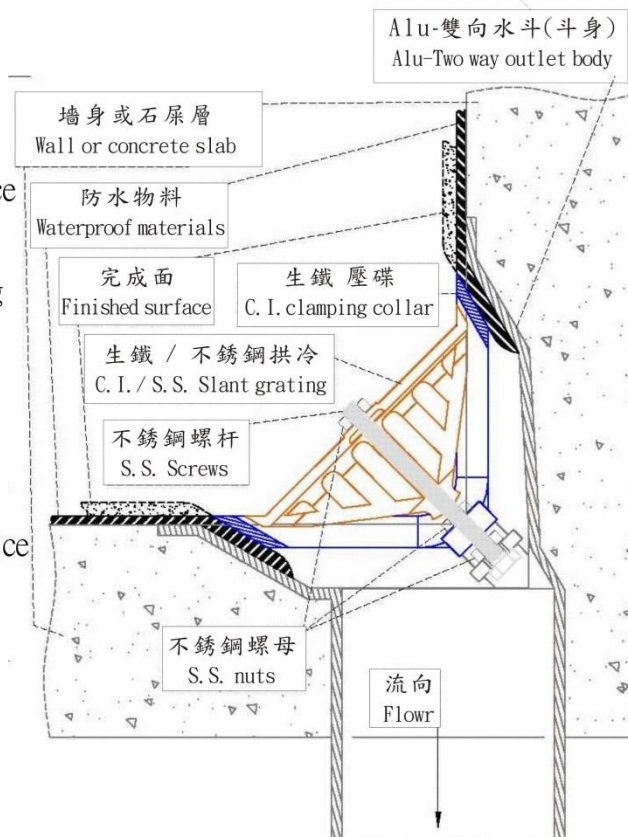 Alu-雙向水斗(斗身)
Alu-Two way outlet body
墻身或石屎層
Wall or concrete slab
ce
防水物料
Waterproof materials
g
完成面
Finished surface
生鐵 壓碟
C.I.clamping collar
生鐵 / 不銹鋼拱冷
C.I./S.S. Slant grating
不銹鋼螺杆
S.S. Screws
ce
不銹鋼螺母
S.S. nuts
流向
Flowr